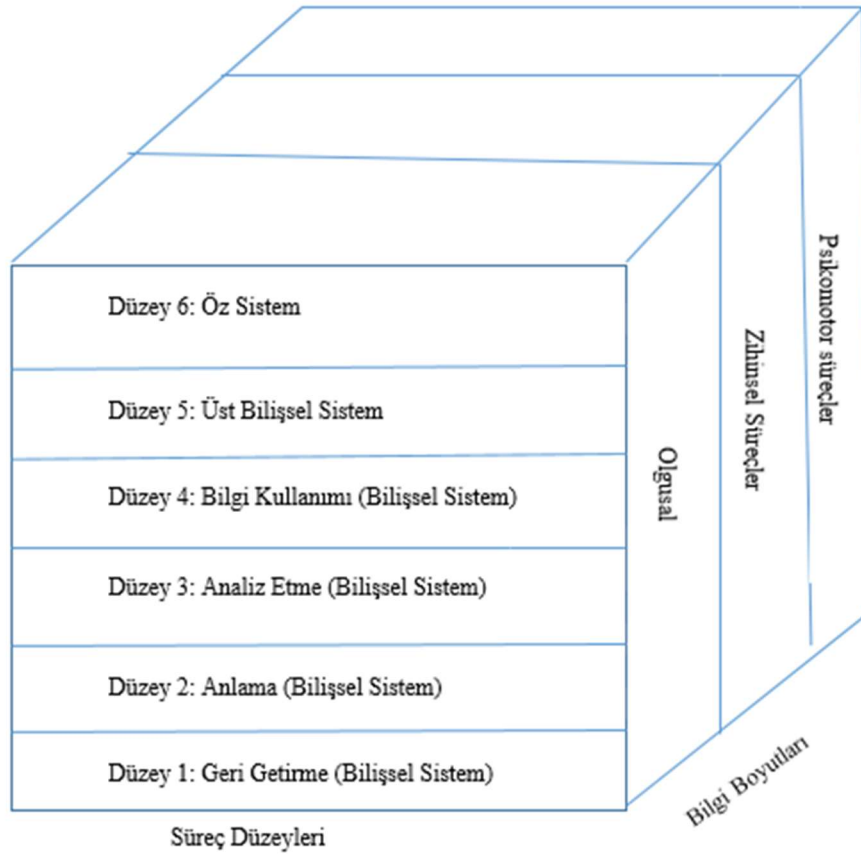 Düzey 6: Öz Sistem
Düzey 5: Üst Bilişsel Sistem
Düzey 4: Bilgi Kullanımı (Bilişsel Sistem)
Düzey 3: Analiz Etme (Bilişsel Sistem)
Düzey 2: Anlama (Bilişsel Sistem)
Düzey 1: Geri Getirme (Bilişsel Sistem)
Süreç Düzeyleri
Olgusal
Zihinsel Süreçler
Psikomotor süreçler
Bilgi Boyutları